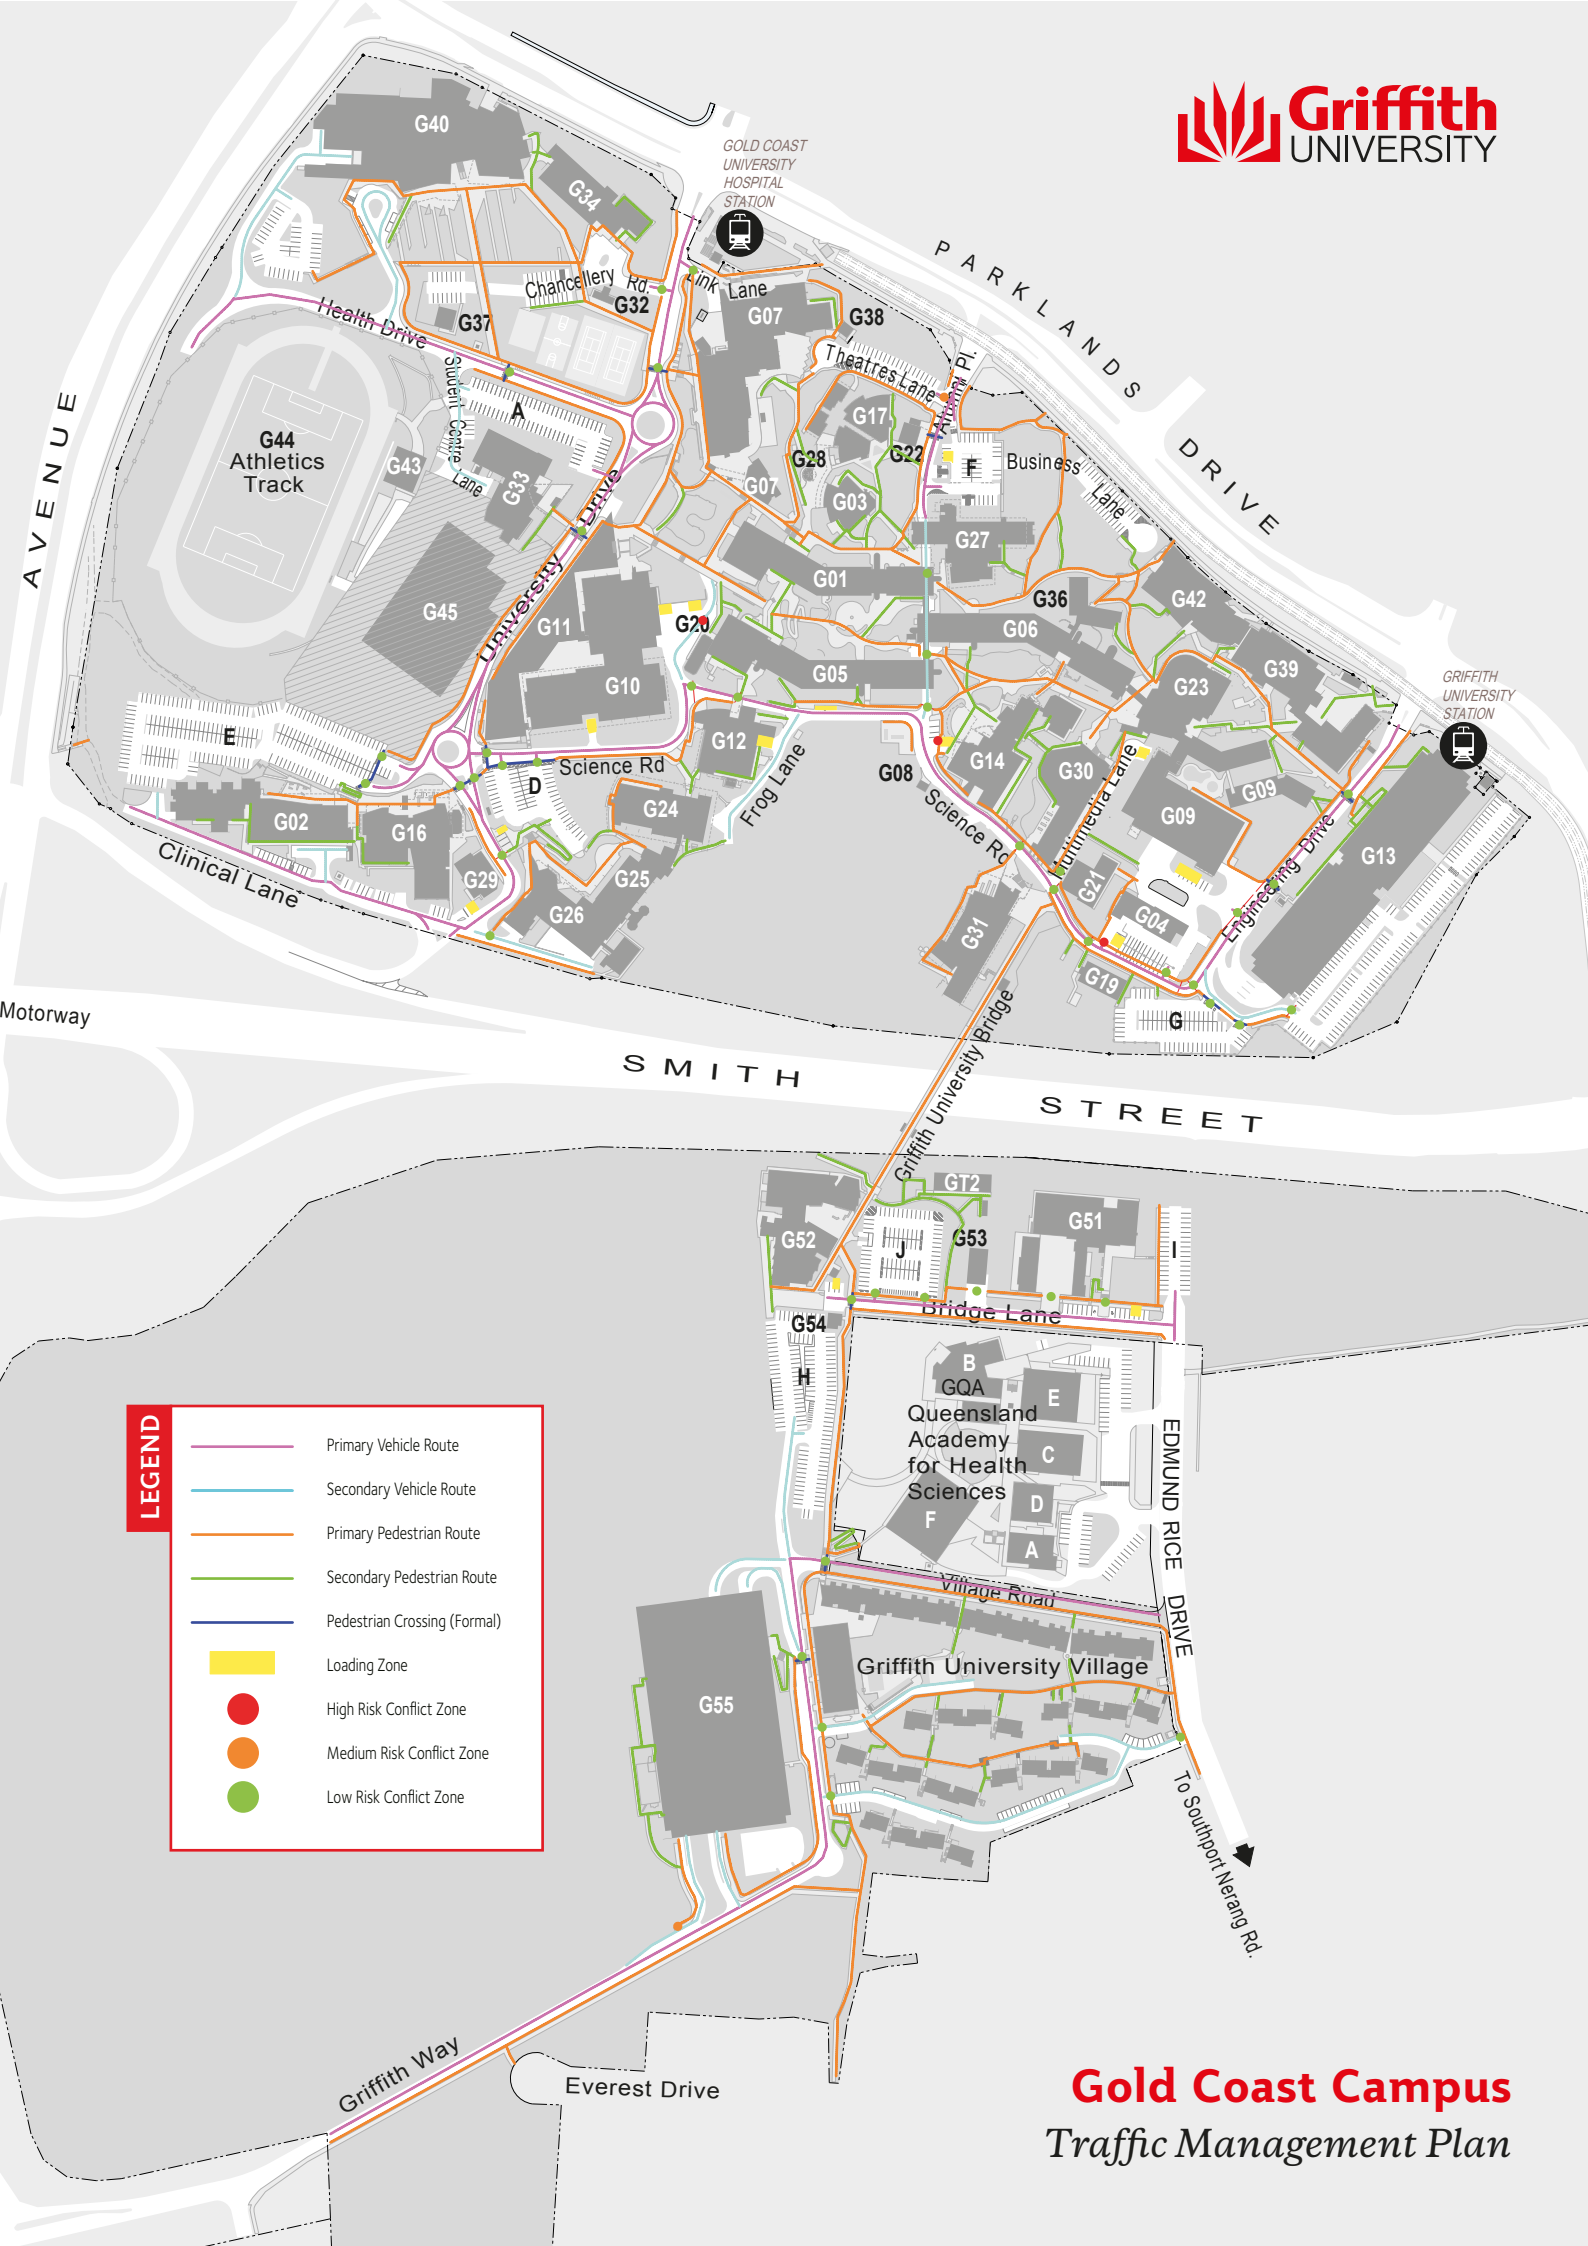 Griffith
UNIVERSITY
GOLD COAST
UNIVERSITY
HOSPITAL
STATION
PARKLANDS DRIVE
G40
G34
Chancellery Rd.
Link Lane
G32
G07
G38
Health Drive
G37
Theatres Lane
Student Centre Lane
A
G17
G22
F
Business Lane
AVENUE
G44
Athletics
Track
G43
G33
G28
G07
G03
G27
University Drive
G01
G36
G42
G45
G11
G20
G06
G10
G05
G39
G23
GRIFFITH
UNIVERSITY
STATION
E
G12
Science Rd
D
Frog Lane
G08
G14
G30
Multimedia Lane
G09
G09
G02
G16
G24
Science Rd
Engineering Drive
G13
Clinical Lane
G29
G25
G26
G21
G04
G31
G19
G
Motorway
SMITH STREET
Griffith University Bridge
GT2
G52
J
G53
G51
I
Bridge Lane
G54
H
B
GQA
E
Queensland
Academy
for Health
Sciences
C
D
F
A
EDMUND RICE DRIVE
Village Road
Griffith University Village
G55
To Southport Nerang Rd.
LEGEND
Primary Vehicle Route
Secondary Vehicle Route
Primary Pedestrian Route
Secondary Pedestrian Route
Pedestrian Crossing (Formal)
Loading Zone
High Risk Conflict Zone
Medium Risk Conflict Zone
Low Risk Conflict Zone
Griffith Way
Everest Drive
Gold Coast Campus
Traffic Management Plan